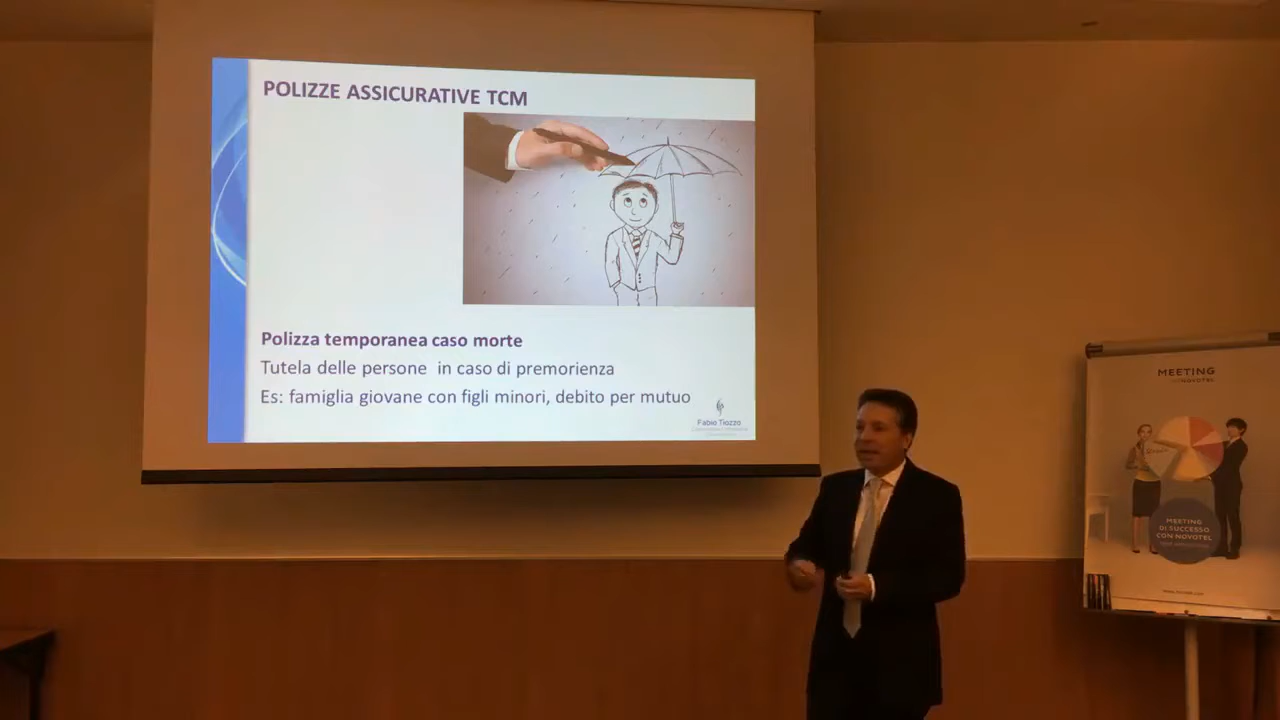 POLIZZE ASSICURATIVE TCM
Polizza temporanea caso morte
Tutela delle persone in caso di premorienza
Es: famiglia giovane con figli minori, debito per mutuo
Fabio Tiozzo
MEETING
NOVOTEL
MEETING
DI SUCCESSO
CON NOVOTEL